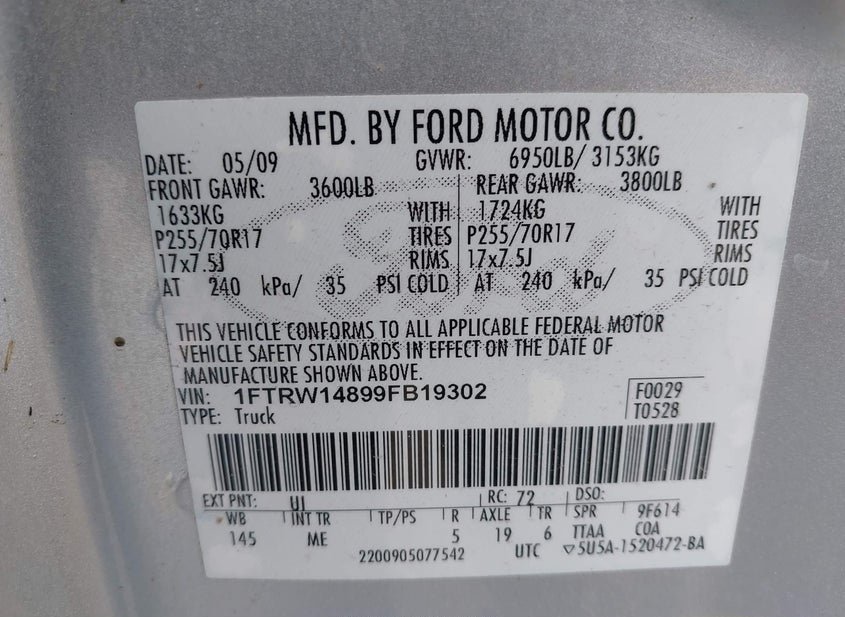 MFD. BY FORD MOTOR CO.
DATE: 05/09 GVWR: 6950LB/ 3153KG
FRONT GAWR: 3600LB REAR GAWR: 3800LB
1633KG WITH 1724KG WITH
P255/70R17 TIRES P255/70R17 TIRES
17x7.5J RIMS 17x7.5J RIMS
AT 240 kPa/ 35 PSI COLD AT 240 kPa/ 35 PSI COLD
THIS VEHICLE CONFORMS TO ALL APPLICABLE FEDERAL MOTOR
VEHICLE SAFETY STANDARDS IN EFFECT ON THE DATE OF
MANUFACTURE SHOWN ABOVE.
VIN: 1FTRW14899FB19302 F0029
TYPE: Truck T0528
EXT PNT: UI RC: 72 DSO:
WB INT TR TP/PS R AXLE TR SPR 9F614
145 ME 5 19 6 TTAA COA
2200905077542 UTC ▽5U5A-1520472-BA